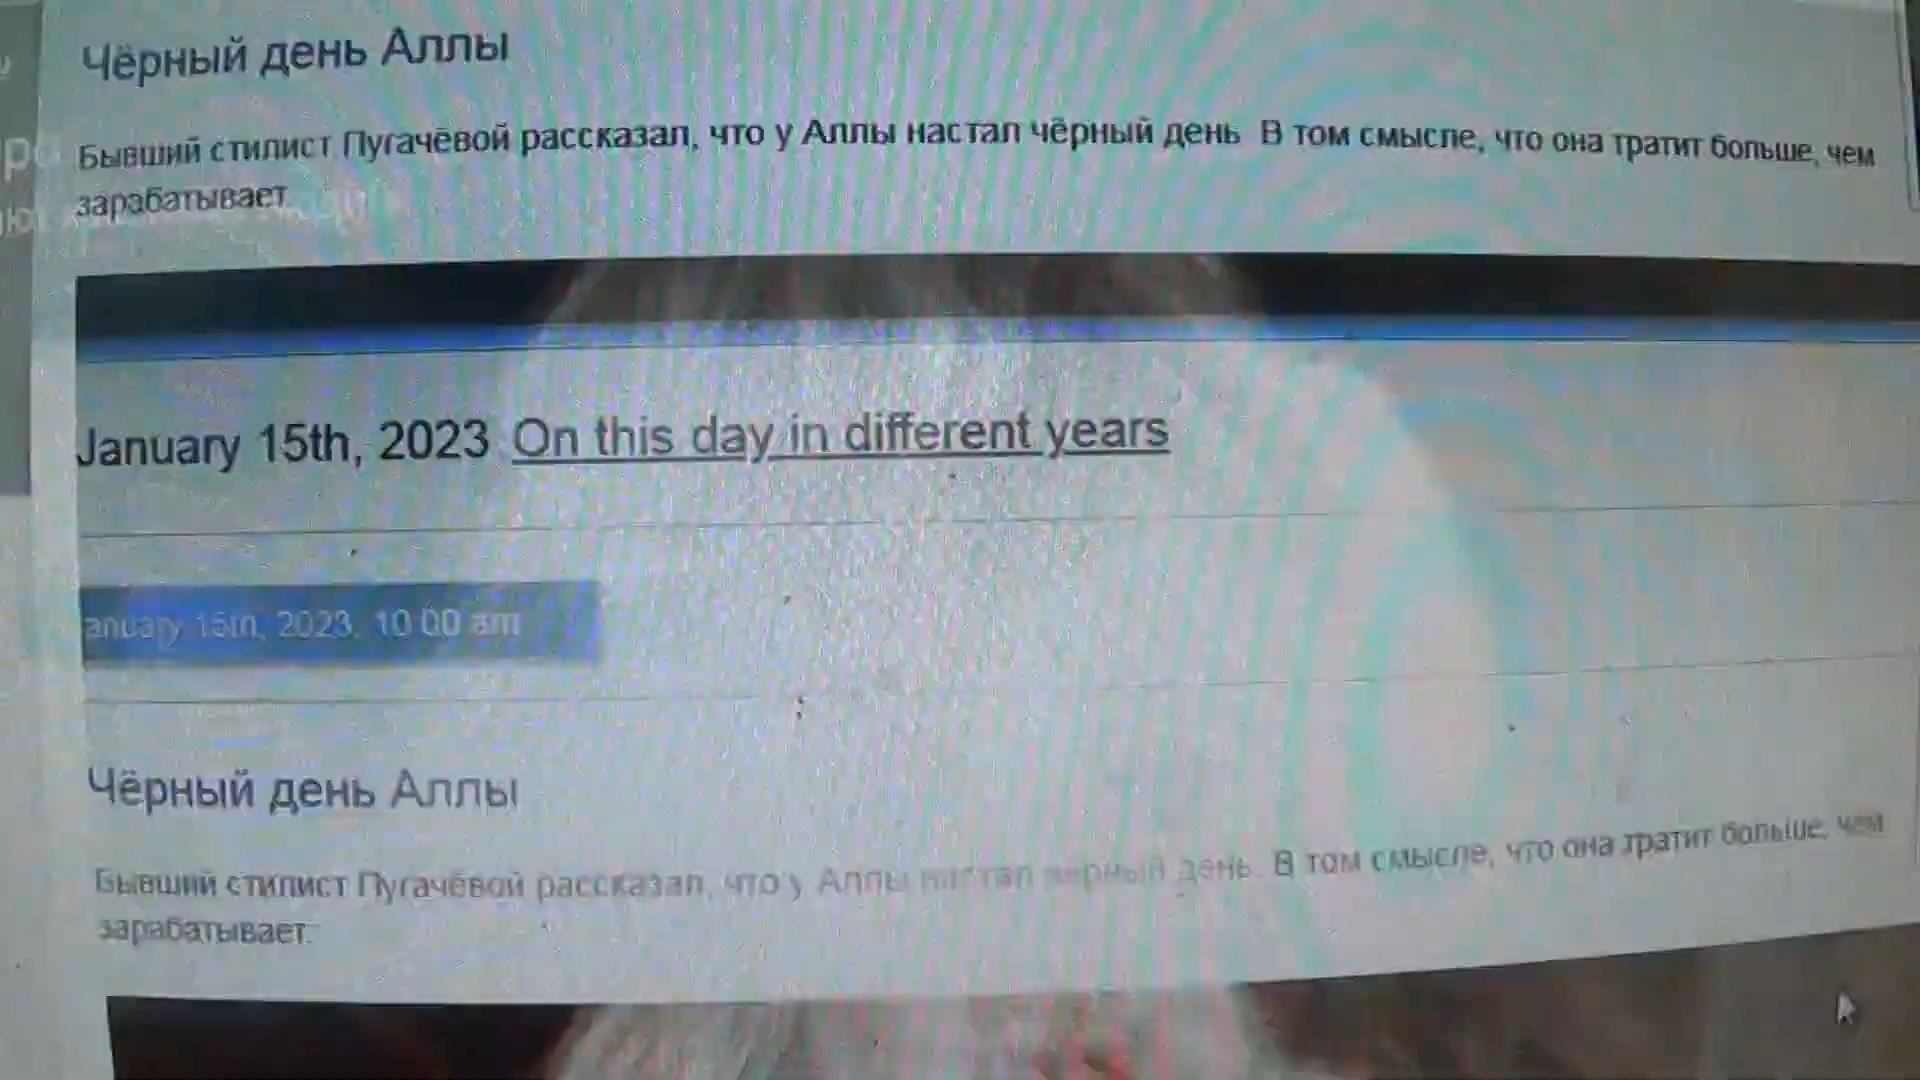 Чёрный день Аллы
Бывший стилист Пугачёвой рассказал, что у Аллы настал чёрный день В том смысле, что она тратит больше, чем
зарабатывает
January 15th, 2023 On this day in different years
anuary 15th, 2023, 10:00 am
Чёрный день Аллы
Бывший стилист Пугачёвой рассказал, что у Аллы настал чёрный день. В том смысле, что она тратит больше, чем
зарабатывает.